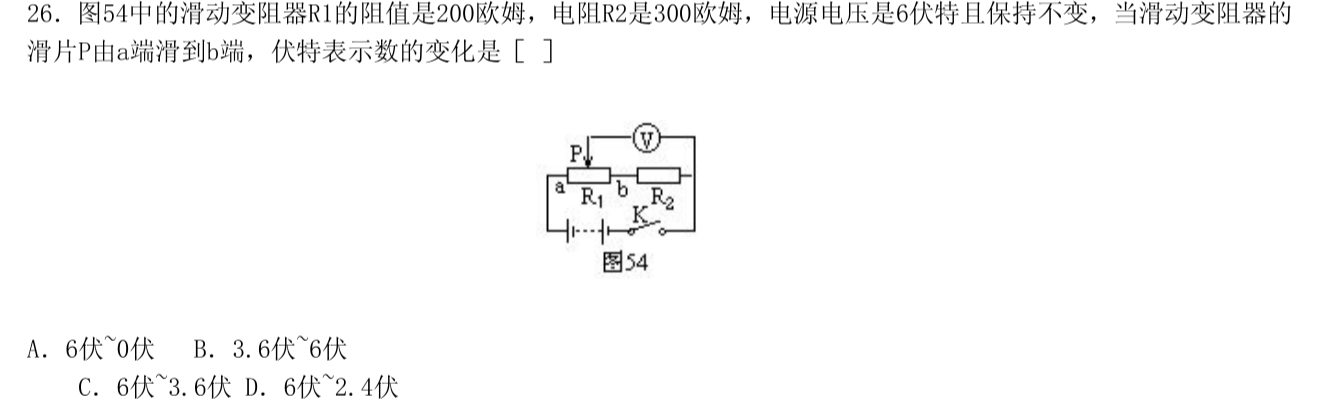 26．图54中的滑动变阻器R1的阻值是200欧姆，电阻R2是300欧姆，电源电压是6伏特且保持不变，当滑动变阻器的
滑片P由a端滑到b端，伏特表示数的变化是［ ］
V
P
a
R1
b
R2
K
图54
A．6伏~0伏 B．3.6伏~6伏
C．6伏~3.6伏 D．6伏~2.4伏